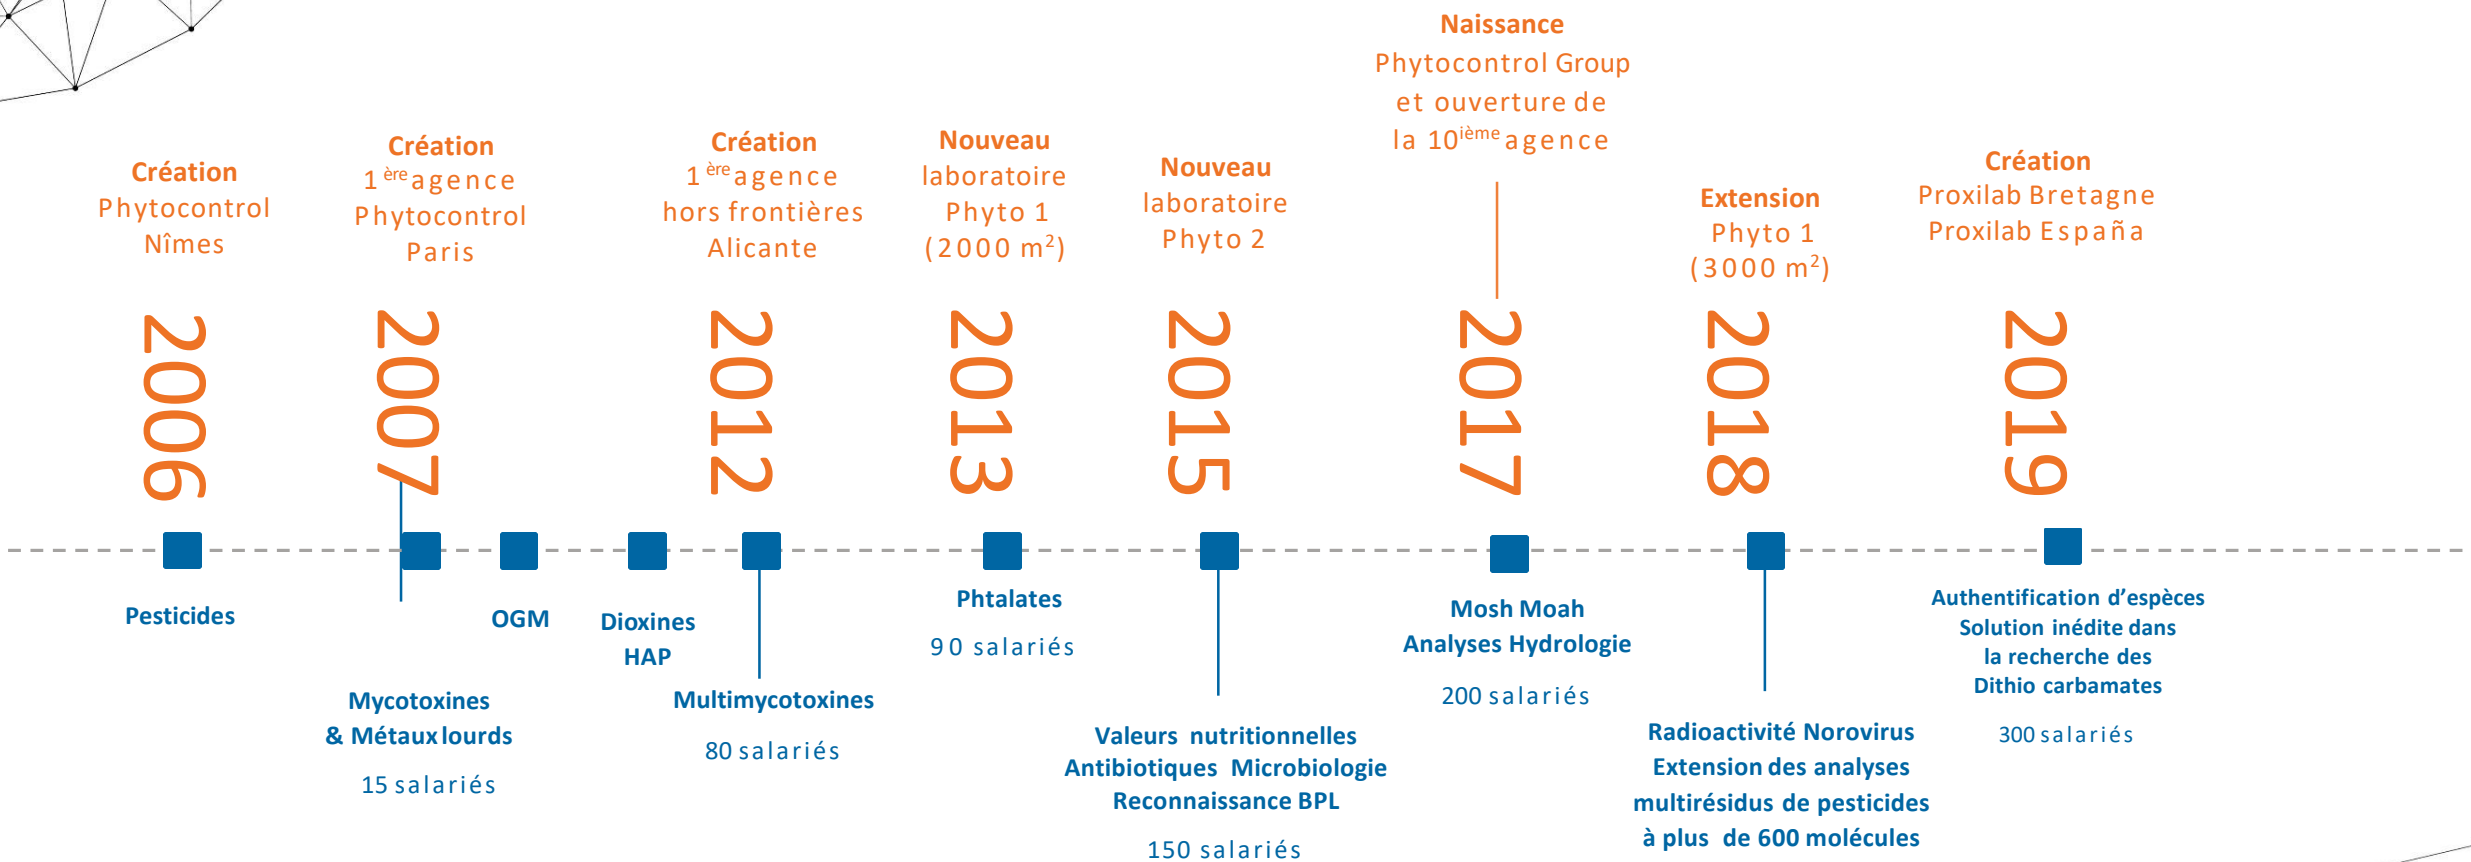 Création
Phytocontrol
Nîmes
2006
Pesticides
Création
1 ère agence
Phytocontrol
Paris
2007
Mycotoxines
& Métaux lourds
15 salariés
OGM
Dioxines
HAP
Création
1 ère agence
hors frontières
Alicante
2012
Multimycotoxines
80 salariés
Nouveau
laboratoire
Phyto 1
(2000 m²)
2013
Phtalates
90 salariés
Nouveau
laboratoire
Phyto 2
2015
Valeurs nutritionnelles
Antibiotiques Microbiologie
Reconnaissance BPL
150 salariés
Naissance
Phytocontrol Group
et ouverture de
la 10ième agence
2017
Mosh Moah
Analyses Hydrologie
200 salariés
Extension
Phyto 1
(3000 m²)
2018
Radioactivité Norovirus
Extension des analyses
multirésidus de pesticides
à plus de 600 molécules
Création
Proxilab Bretagne
Proxilab España
2019
Authentification d’espèces
Solution inédite dans
la recherche des
Dithio carbamates
300 salariés